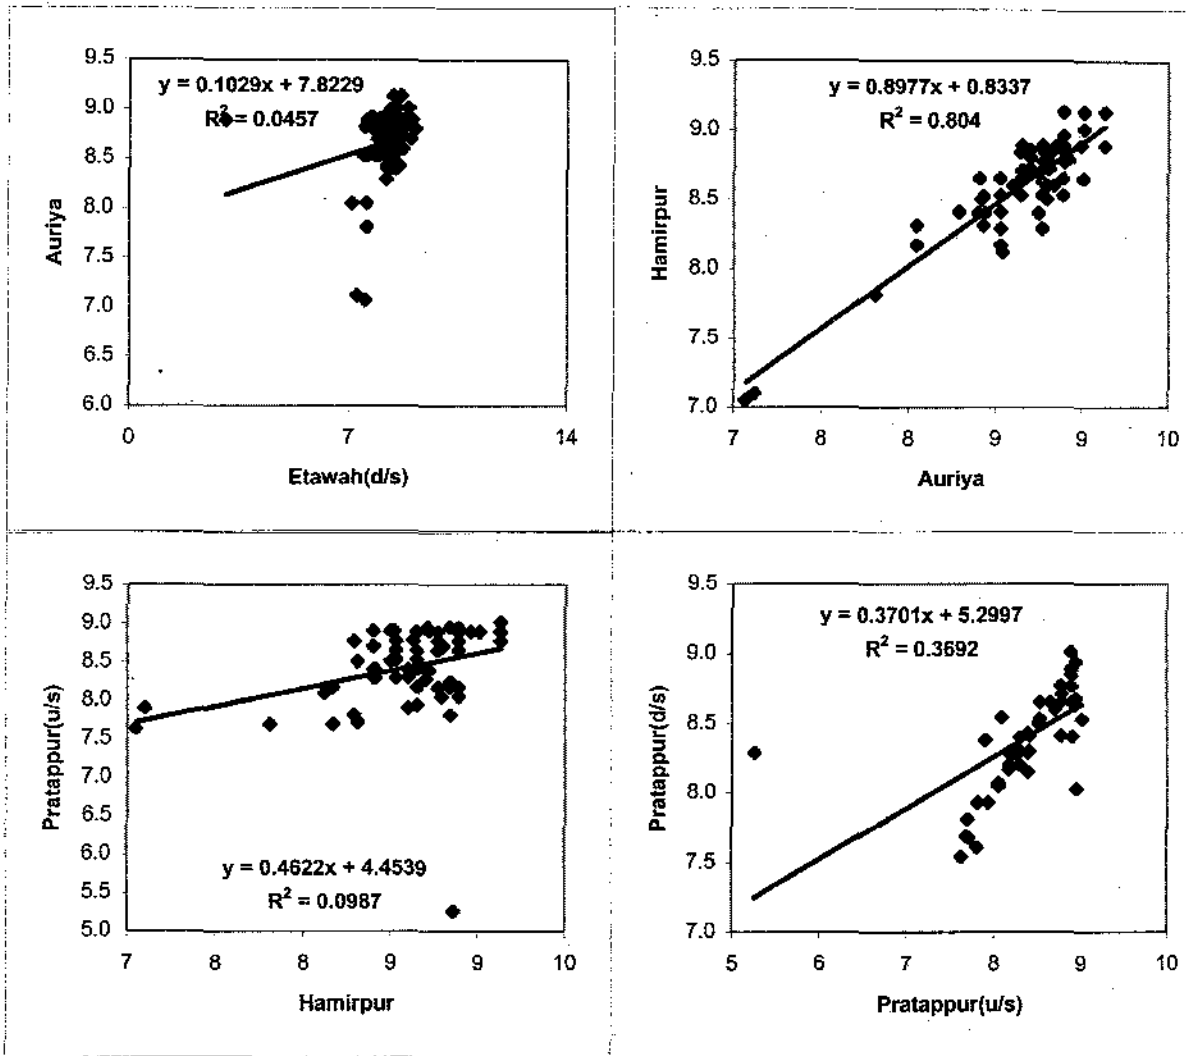 9.5
y = 0.1029x + 7.8229
R2 = 0.0457
9.0
8.5
8.0
7.5
7.0
6.5
6.0
Auriya
0 7 14
Etawah(d/s)
9.5
y = 0.8977x + 0.8337
R2 = 0.804
9.0
8.5
8.0
7.5
7.0
Hamirpur
7 8 8 9 9 10
Auriya
9.5
9.0
8.5
8.0
7.5
7.0
6.5
6.0
5.5
5.0
Pratappur(u/s)
y = 0.4622x + 4.4539
R2 = 0.0987
7 8 8 9 9 10
Hamirpur
9.5
y = 0.3701x + 5.2997
R2 = 0.3692
9.0
8.5
8.0
7.5
7.0
Pratappur(d/s)
5 6 7 8 9 10
Pratappur(u/s)